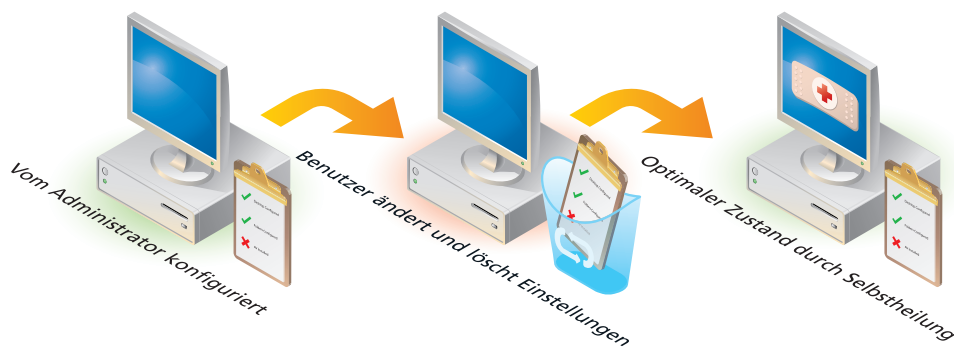 Vom Administrator konfiguriert
Benutzer ändert und löscht Einstellungen
Optimaler Zustand durch Selbstheilung